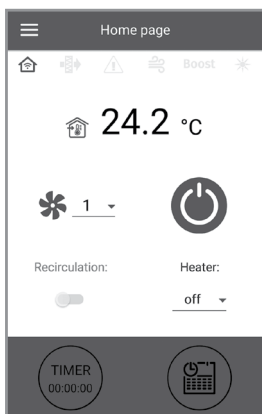 Home page
Boost
24.2 °C
1
Recirculation:
Heater:
off
TIMER
00:00:00